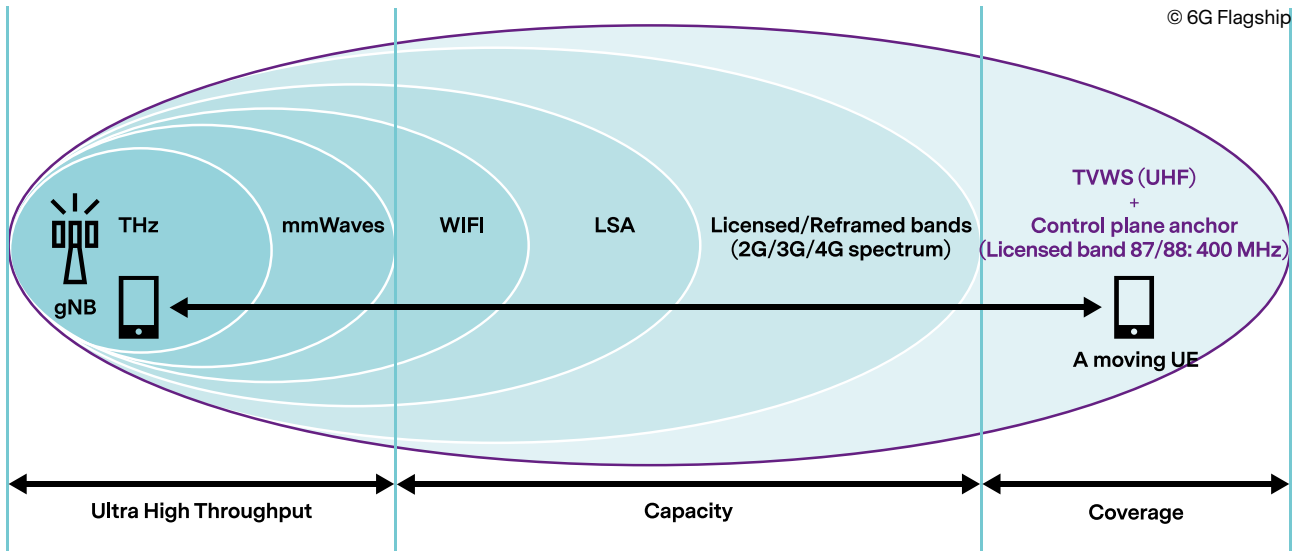 © 6G Flagship
THz
mmWaves
WIFI
LSA
Licensed/Reframed bands
(2G/3G/4G spectrum)
TVWS (UHF)
+
Control plane anchor
(Licensed band 87/88: 400 MHz)
gNB
A moving UE
Ultra High Throughput
Capacity
Coverage